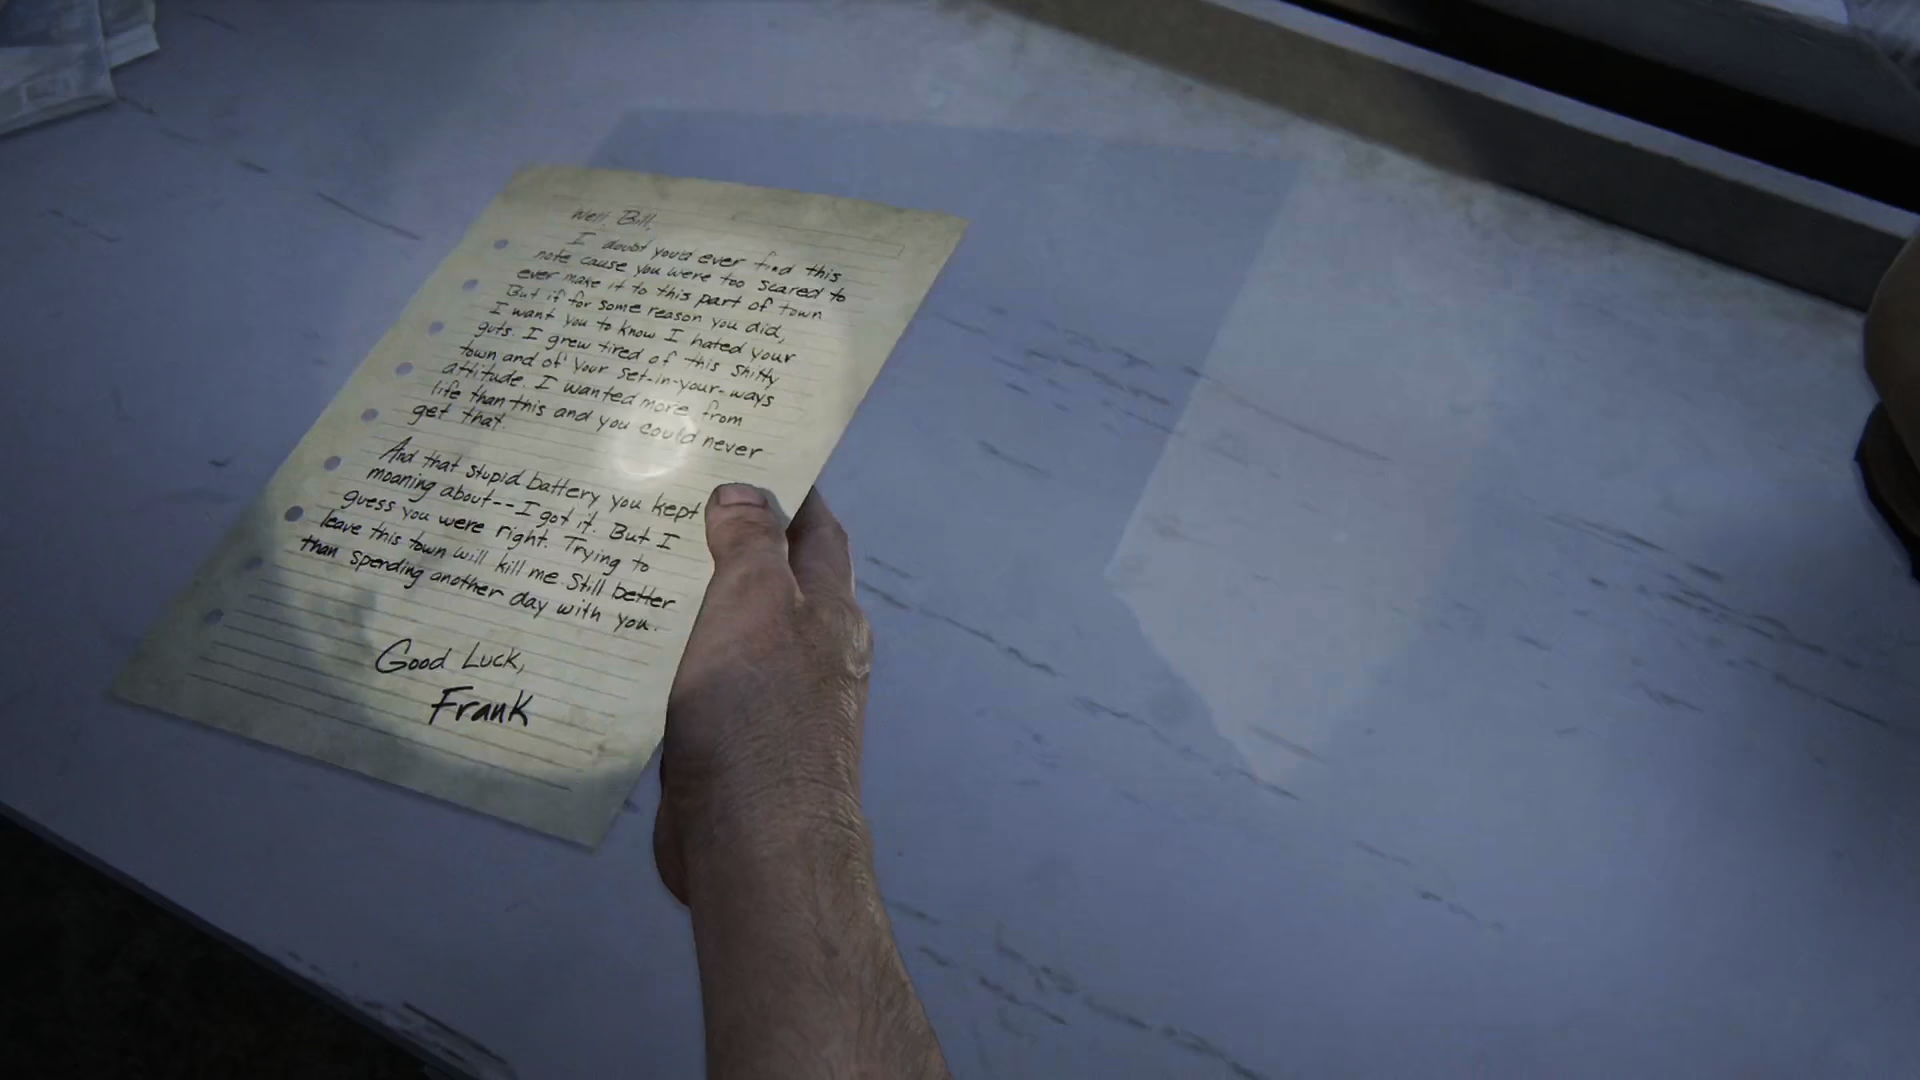 Well, Bill,
I doubt you'd ever find this
note cause you were too scared to
ever make it to this part of town
But if for some reason you did,
I want you to know I hated your
guts. I grew tired of this shitty
town and of your set-in-your-ways
attitude. I wanted more from
life than this and you could never
get that.
And that stupid battery you kept
moaning about--I got it. But I
guess you were right. Trying to
leave this town will kill me. Still better
than spending another day with you.
Good Luck,
Frank